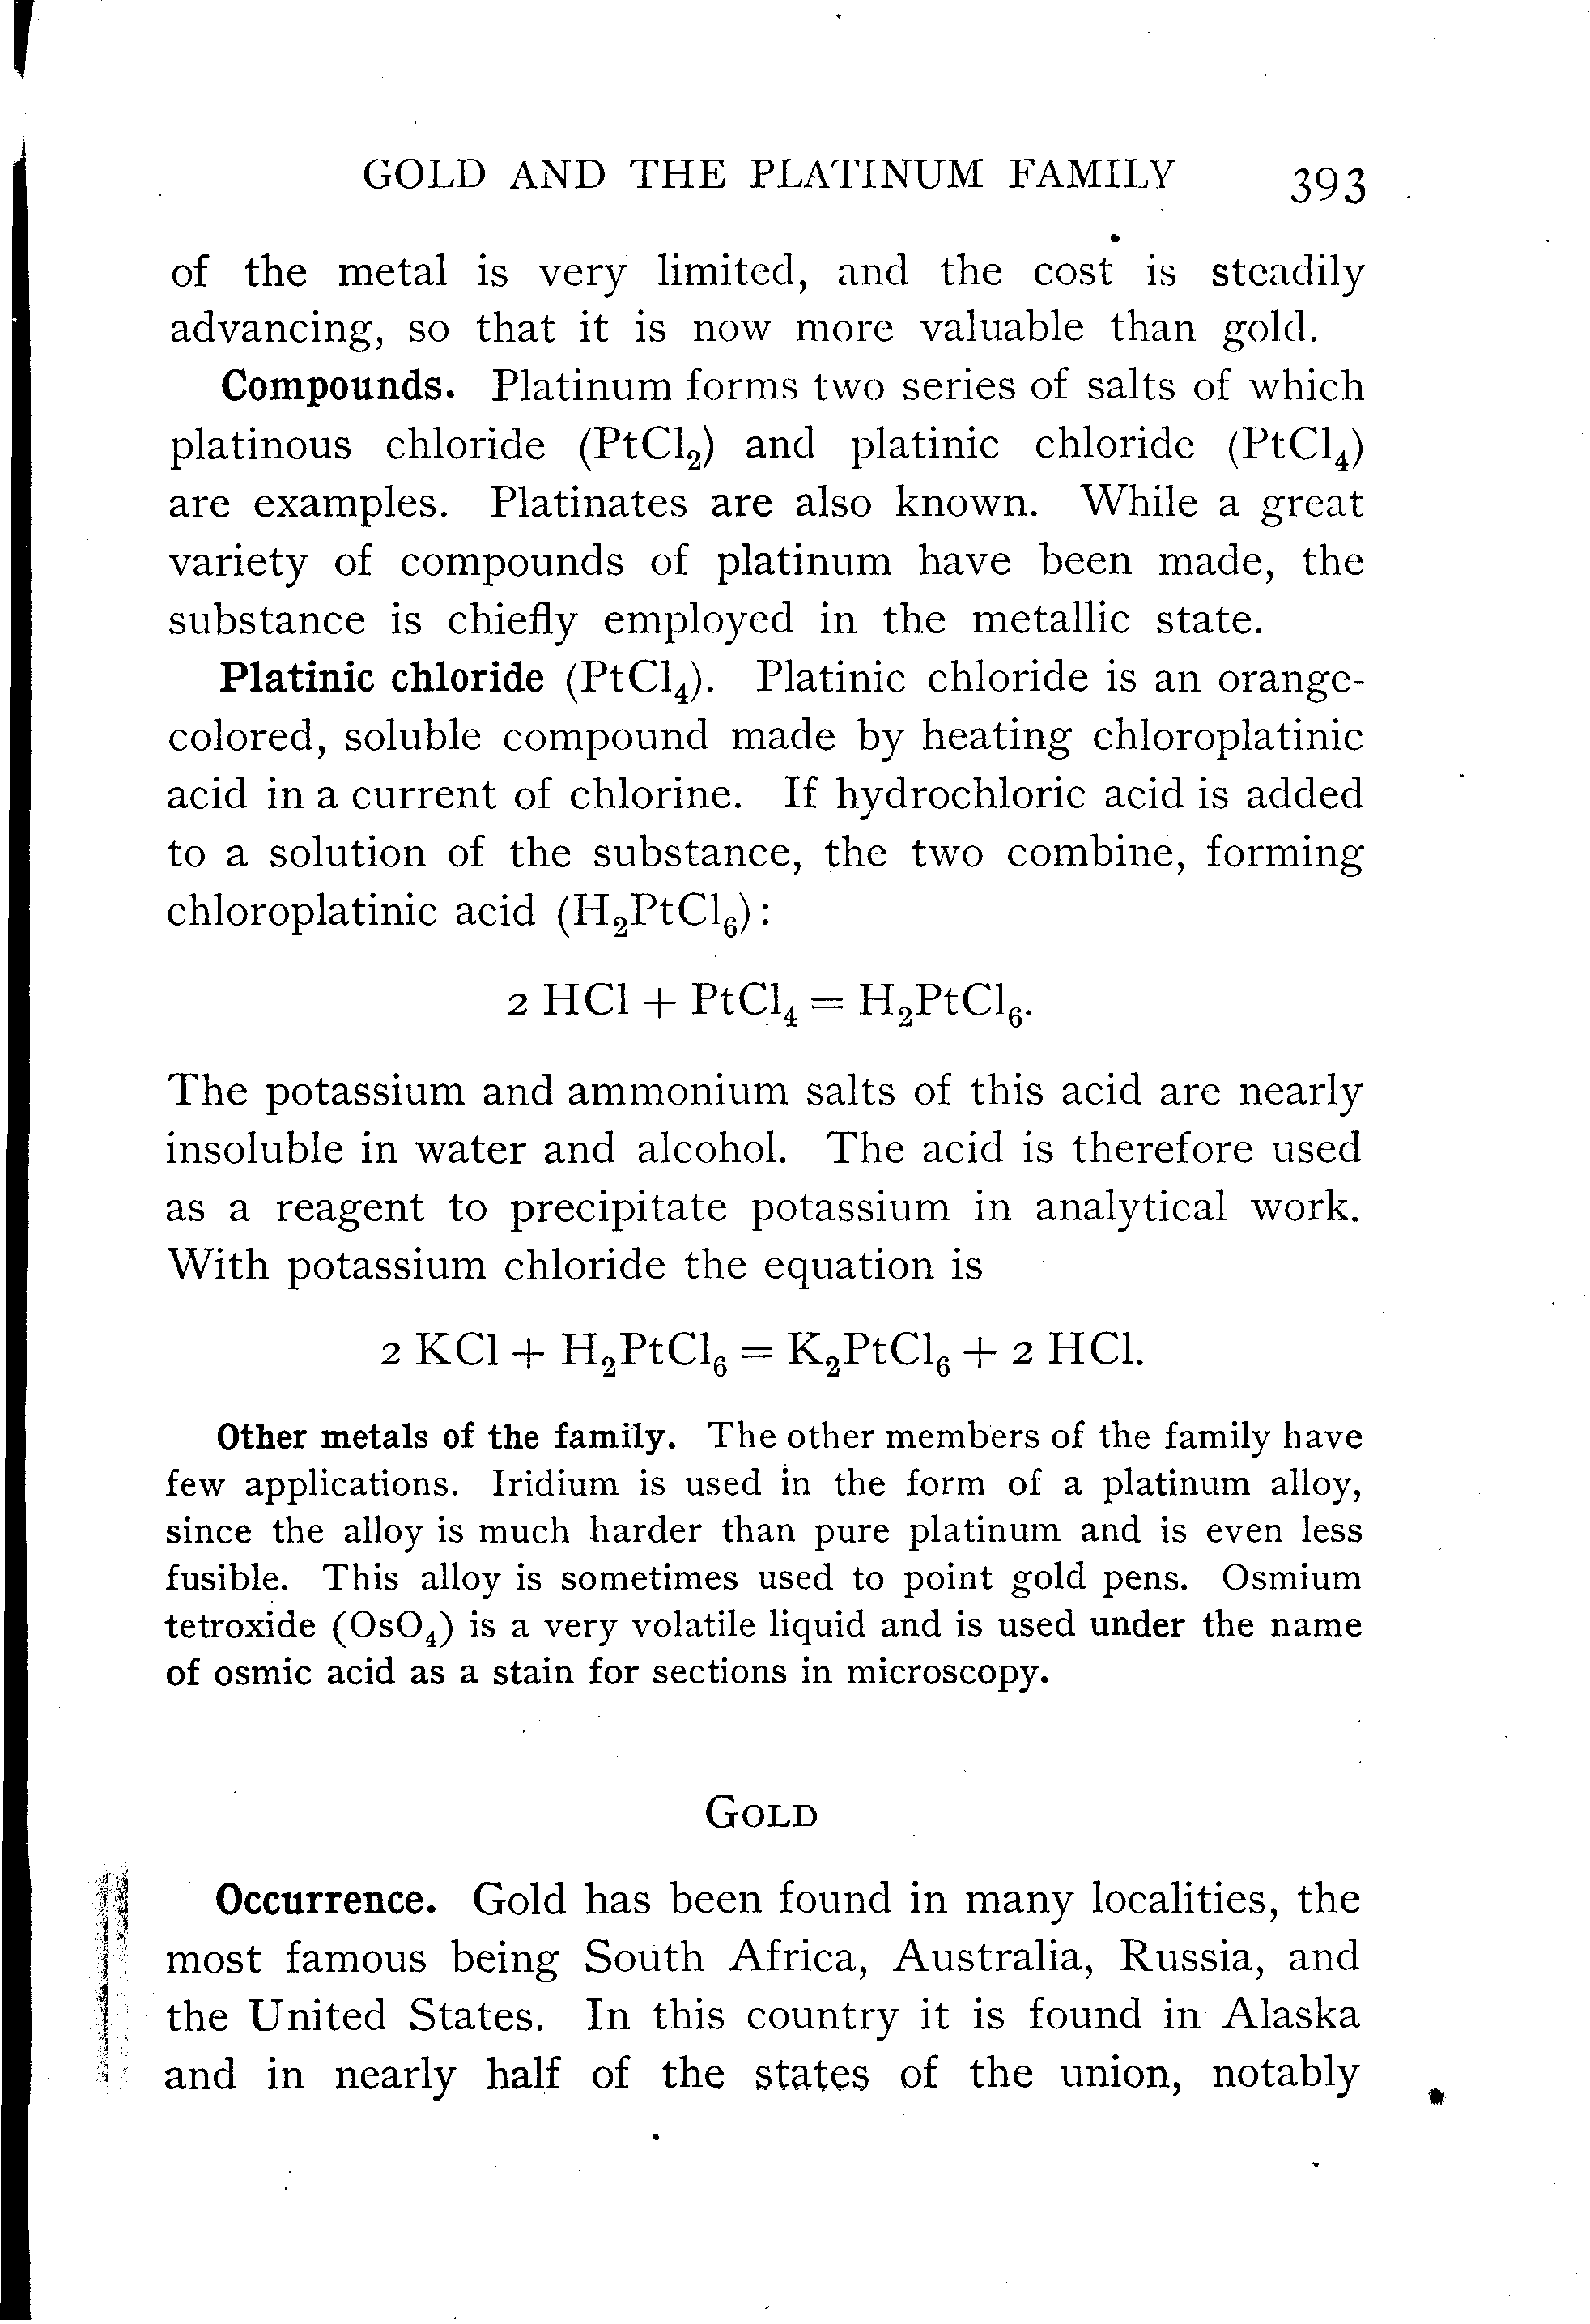 GOLD AND THE PLATINUM FAMILY 393
of the metal is very limited, and the cost is steadily
advancing, so that it is now more valuable than gold.
Compounds. Platinum forms two series of salts of which
platinous chloride (PtCl₂) and platinic chloride (PtCl₄)
are examples. Platinates are also known. While a great
variety of compounds of platinum have been made, the
substance is chiefly employed in the metallic state.
Platinic chloride (PtCl₄). Platinic chloride is an orange-
colored, soluble compound made by heating chloroplatinic
acid in a current of chlorine. If hydrochloric acid is added
to a solution of the substance, the two combine, forming
chloroplatinic acid (H₂PtCl₆):
2 HCl + PtCl₄ = H₂PtCl₆.
The potassium and ammonium salts of this acid are nearly
insoluble in water and alcohol. The acid is therefore used
as a reagent to precipitate potassium in analytical work.
With potassium chloride the equation is
2 KCl + H₂PtCl₆ = K₂PtCl₆ + 2 HCl.
Other metals of the family. The other members of the family have
few applications. Iridium is used in the form of a platinum alloy,
since the alloy is much harder than pure platinum and is even less
fusible. This alloy is sometimes used to point gold pens. Osmium
tetroxide (OsO₄) is a very volatile liquid and is used under the name
of osmic acid as a stain for sections in microscopy.
GOLD
Occurrence. Gold has been found in many localities, the
most famous being South Africa, Australia, Russia, and
the United States. In this country it is found in Alaska
and in nearly half of the states of the union, notably